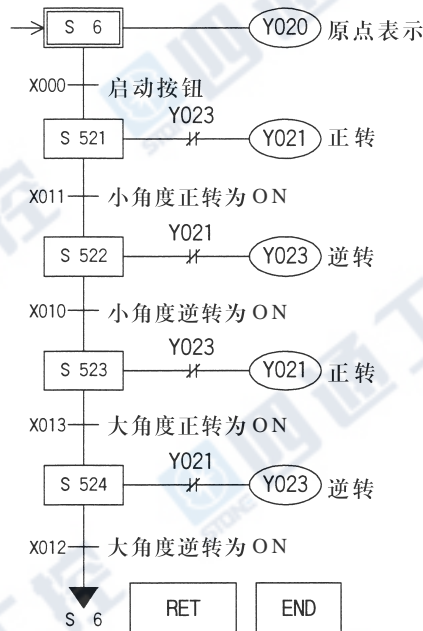 S 6 Y020 原点表示
X000 启动按钮
Y023
S 521 Y021 正转
X011 小角度正转为ON
Y021
S 522 Y023 逆转
X010 小角度逆转为ON
Y023
S 523 Y021 正转
X013 大角度正转为ON
Y021
S 524 Y023 逆转
X012 大角度逆转为ON
S 6 RET END